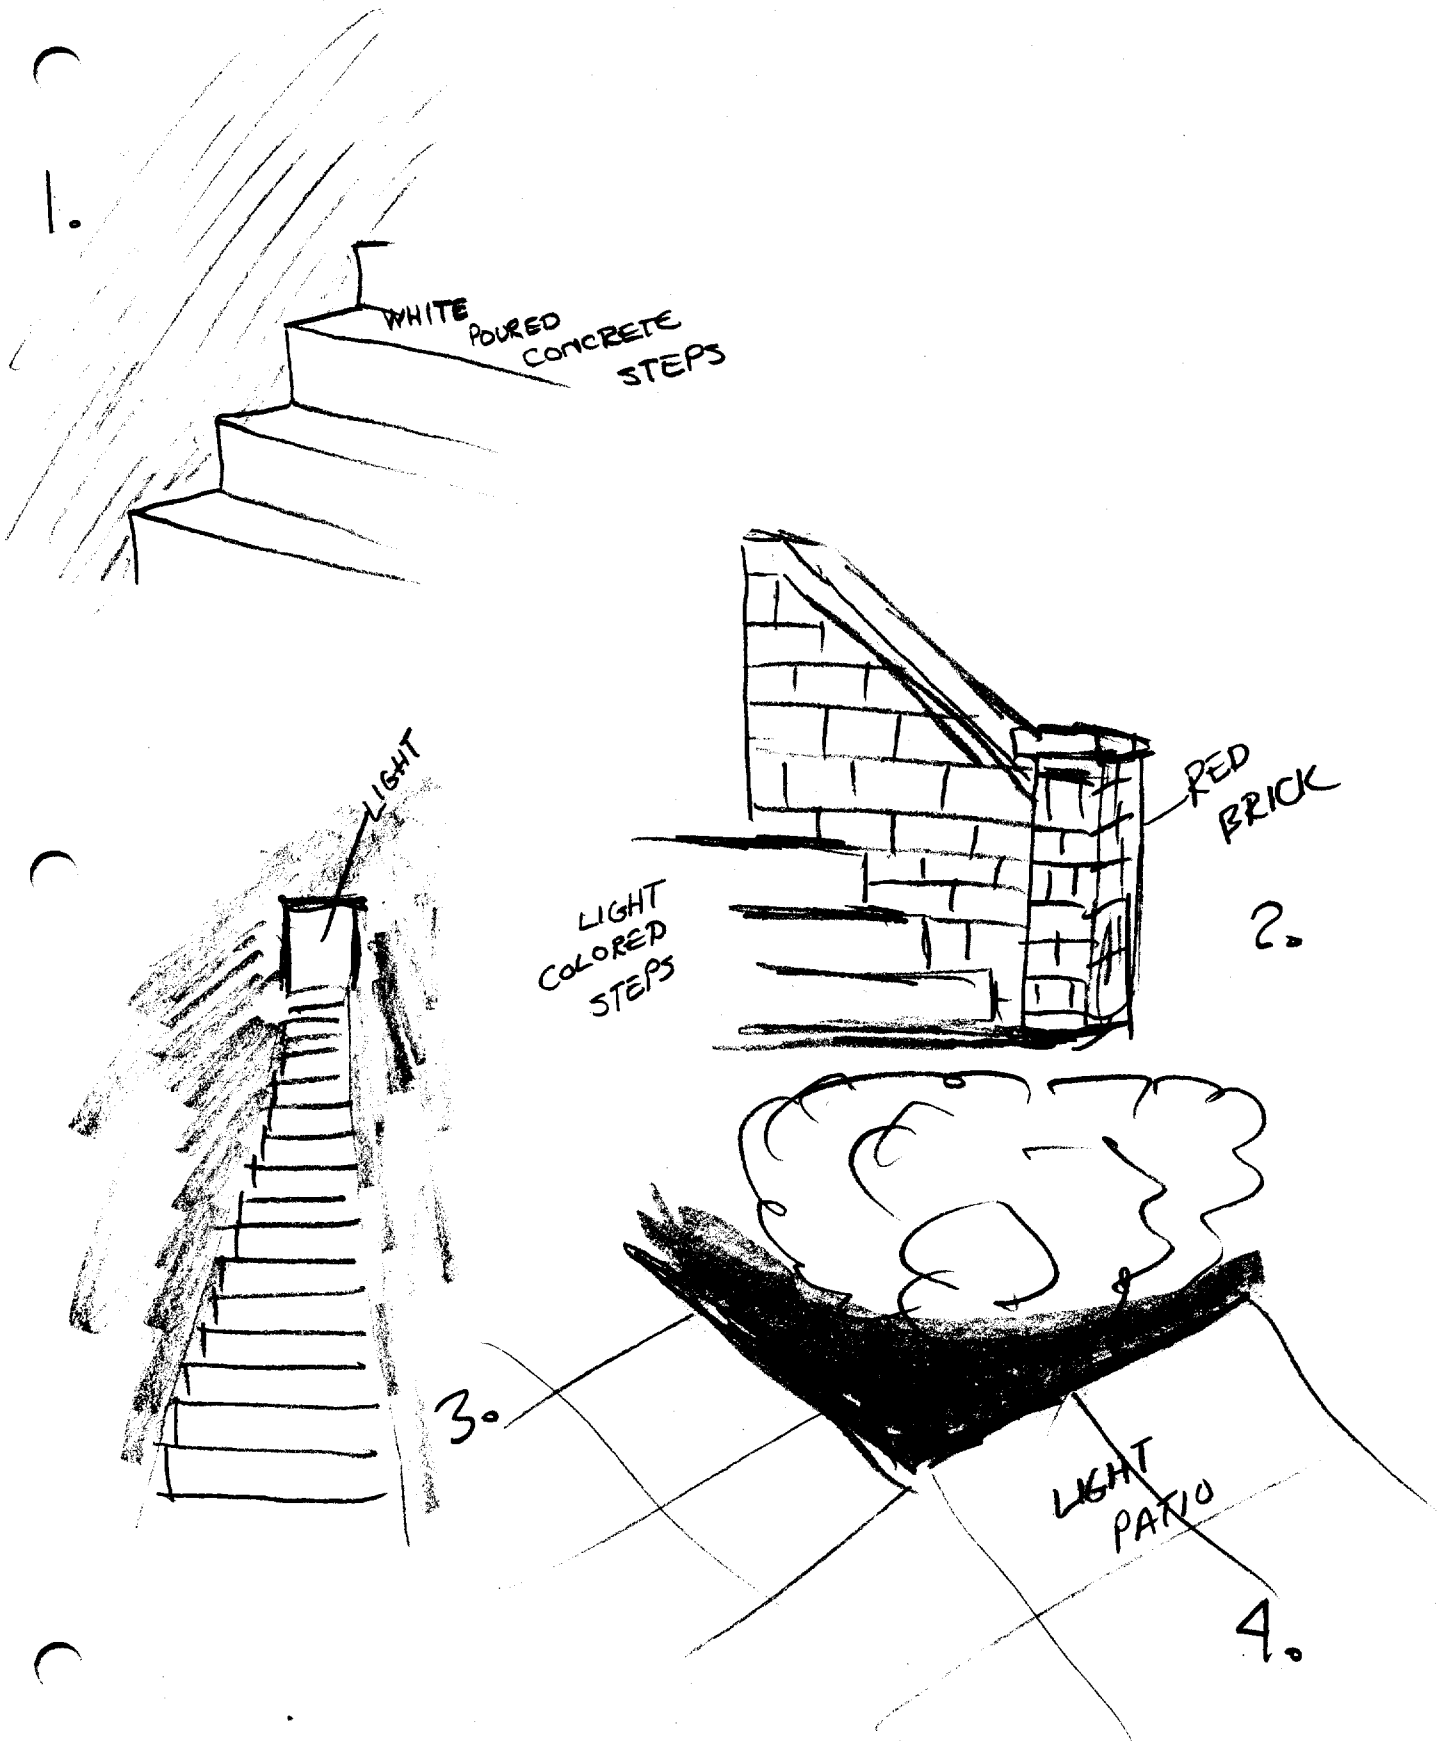 1.
WHITE
POURED
CONCRETE
STEPS
RED
BRICK
2.
LIGHT
COLORED
STEPS
LIGHT
3.
LIGHT
PATIO
4.